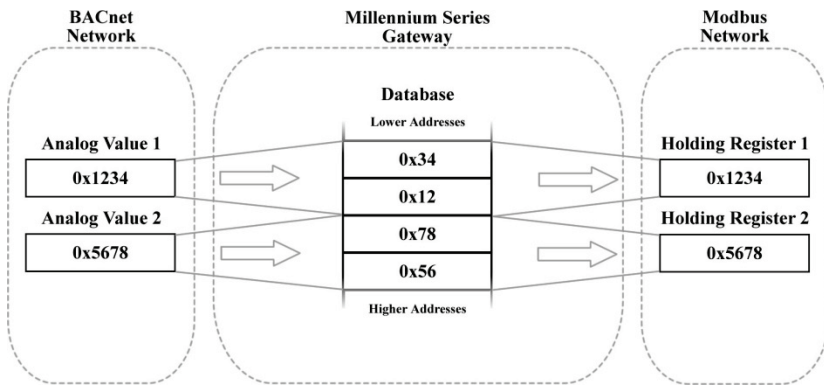 BACnet
Network
Millennium Series
Gateway
Modbus
Network
Database
Lower Addresses
Analog Value 1
0x1234
Analog Value 2
0x5678
0x34
0x12
0x78
0x56
Higher Addresses
Holding Register 1
0x1234
Holding Register 2
0x5678